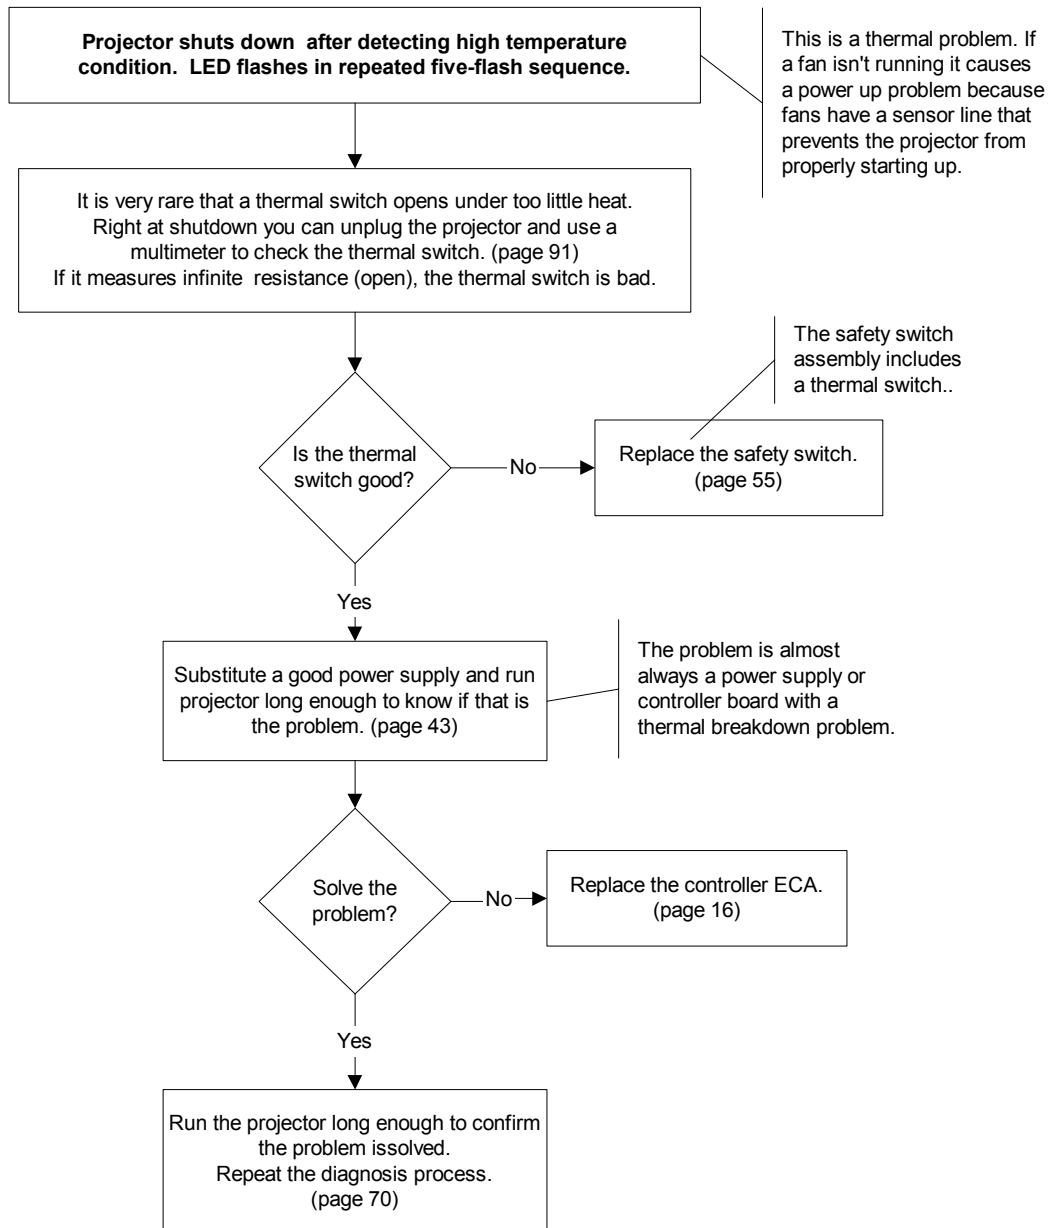 Projector shuts down after detecting high temperature
condition. LED flashes in repeated five-flash sequence.
This is a thermal problem. If
a fan isn't running it causes
a power up problem because
fans have a sensor line that
prevents the projector from
properly starting up.
It is very rare that a thermal switch opens under too little heat.
Right at shutdown you can unplug the projector and use a
multimeter to check the thermal switch. (page 91)
If it measures infinite resistance (open), the thermal switch is bad.
The safety switch
assembly includes
a thermal switch..
Is the thermal
switch good?
No
Replace the safety switch.
(page 55)
Yes
Substitute a good power supply and run
projector long enough to know if that is
the problem. (page 43)
The problem is almost
always a power supply or
controller board with a
thermal breakdown problem.
Solve the
problem?
No
Replace the controller ECA.
(page 16)
Yes
Run the projector long enough to confirm
the problem issolved.
Repeat the diagnosis process.
(page 70)